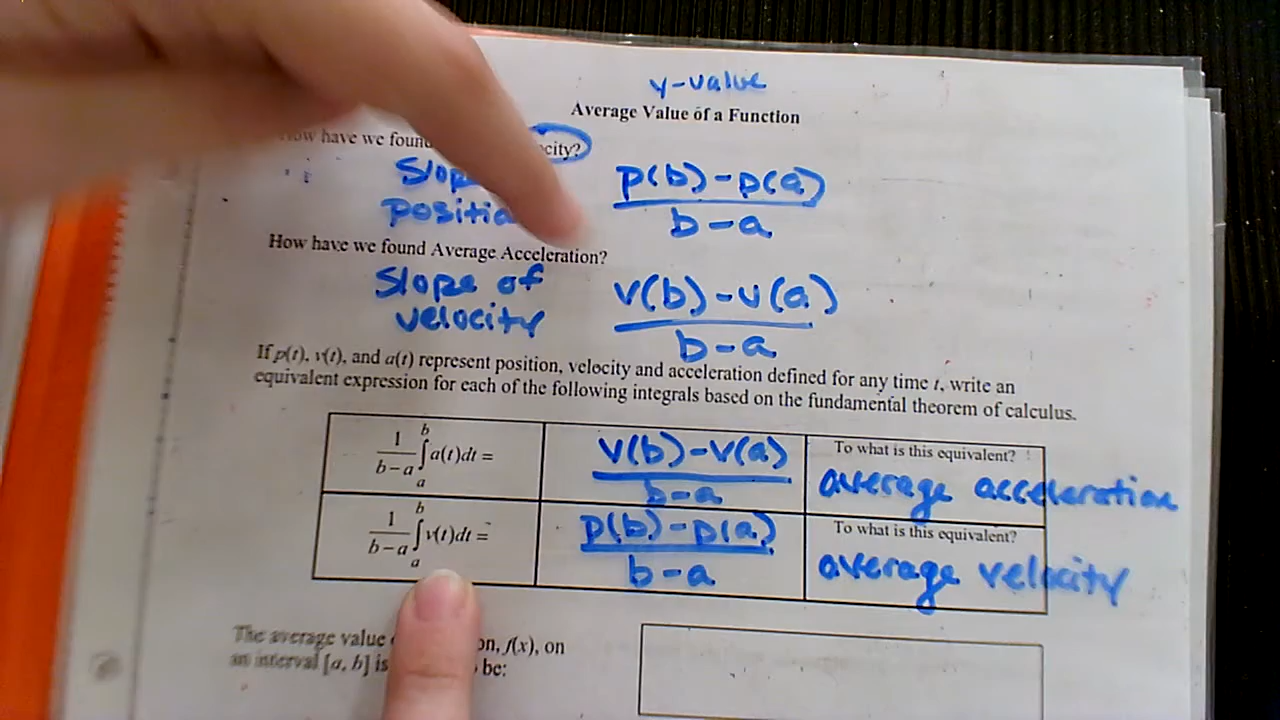 y-value
Average Value of a Function
How have we found city?
Slop p(b)-p(a)
positio b-a
How have we found Average Acceleration?
Slope of v(b)-v(a)
velocity b-a
If p(t), v(t), and a(t) represent position, velocity and acceleration defined for any time t, write an
equivalent expression for each of the following integrals based on the fundamental theorem of calculus.
1/(b-a) ∫_a^b a(t)dt = v(b)-v(a) / b-a To what is this equivalent?
average acceleration
1/(b-a) ∫_a^b v(t)dt = p(b)-p(a) / b-a To what is this equivalent?
average velocity
The average value on, f(x), on
an interval [a, b] is be: